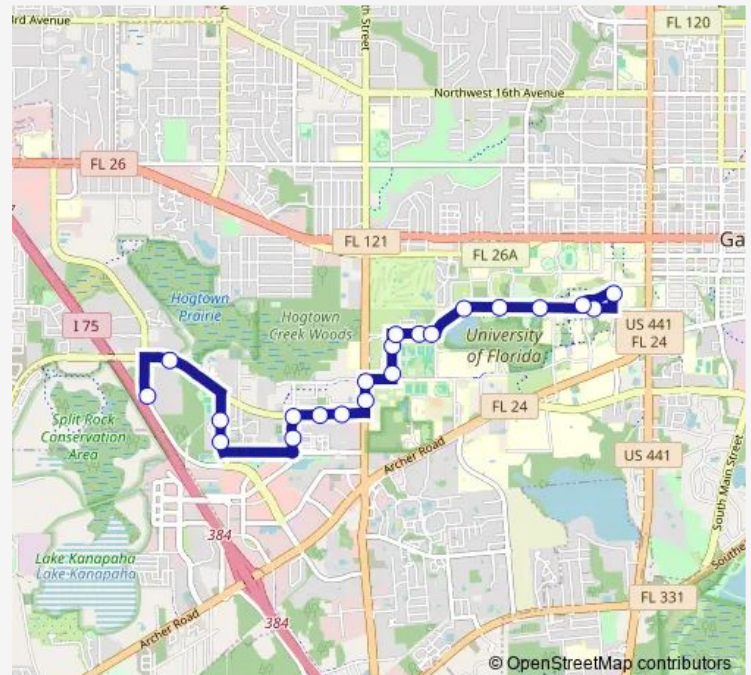 rd Avenue
FL 120
th Street
Northwest 16th Avenue
FL 26
FL 121
Ga
FL 26A
Hogtown
Prairie
Hogtown
Creek Woods
I 75
University
of Florida
US 441
FL 24
Split Rock
Conservation
Area
FL 24
US 441
Archer Road
South Main Street
384
Lake Kanapaha
Lake Kanapaha
Southe
FL 331
384
Archer Road
© OpenStreetMap contributors